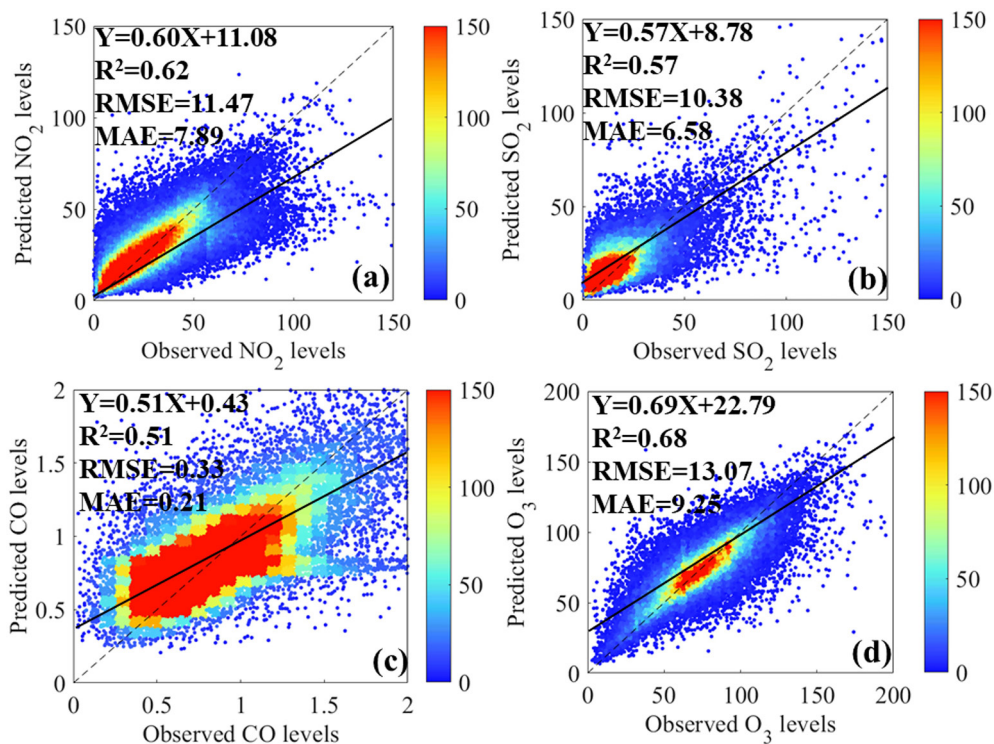 150
100
50
0
0
50
100
150
Y=0.60X+11.08
R²=0.62
RMSE=11.47
MAE=7.89
(a)
Predicted NO₂ levels
Observed NO₂ levels
150
100
50
0
150
100
50
0
0
50
100
150
Y=0.57X+8.78
R²=0.57
RMSE=10.38
MAE=6.58
(b)
Predicted SO₂ levels
Observed SO₂ levels
150
100
50
0
2
1.5
1
0.5
0
0
0.5
1
1.5
2
Y=0.51X+0.43
R²=0.51
RMSE=0.33
MAE=0.21
(c)
Predicted CO levels
Observed CO levels
150
100
50
0
200
150
100
50
0
0
50
100
150
200
Y=0.69X+22.79
R²=0.68
RMSE=13.07
MAE=9.25
(d)
Predicted O₃ levels
Observed O₃ levels
150
100
50
0